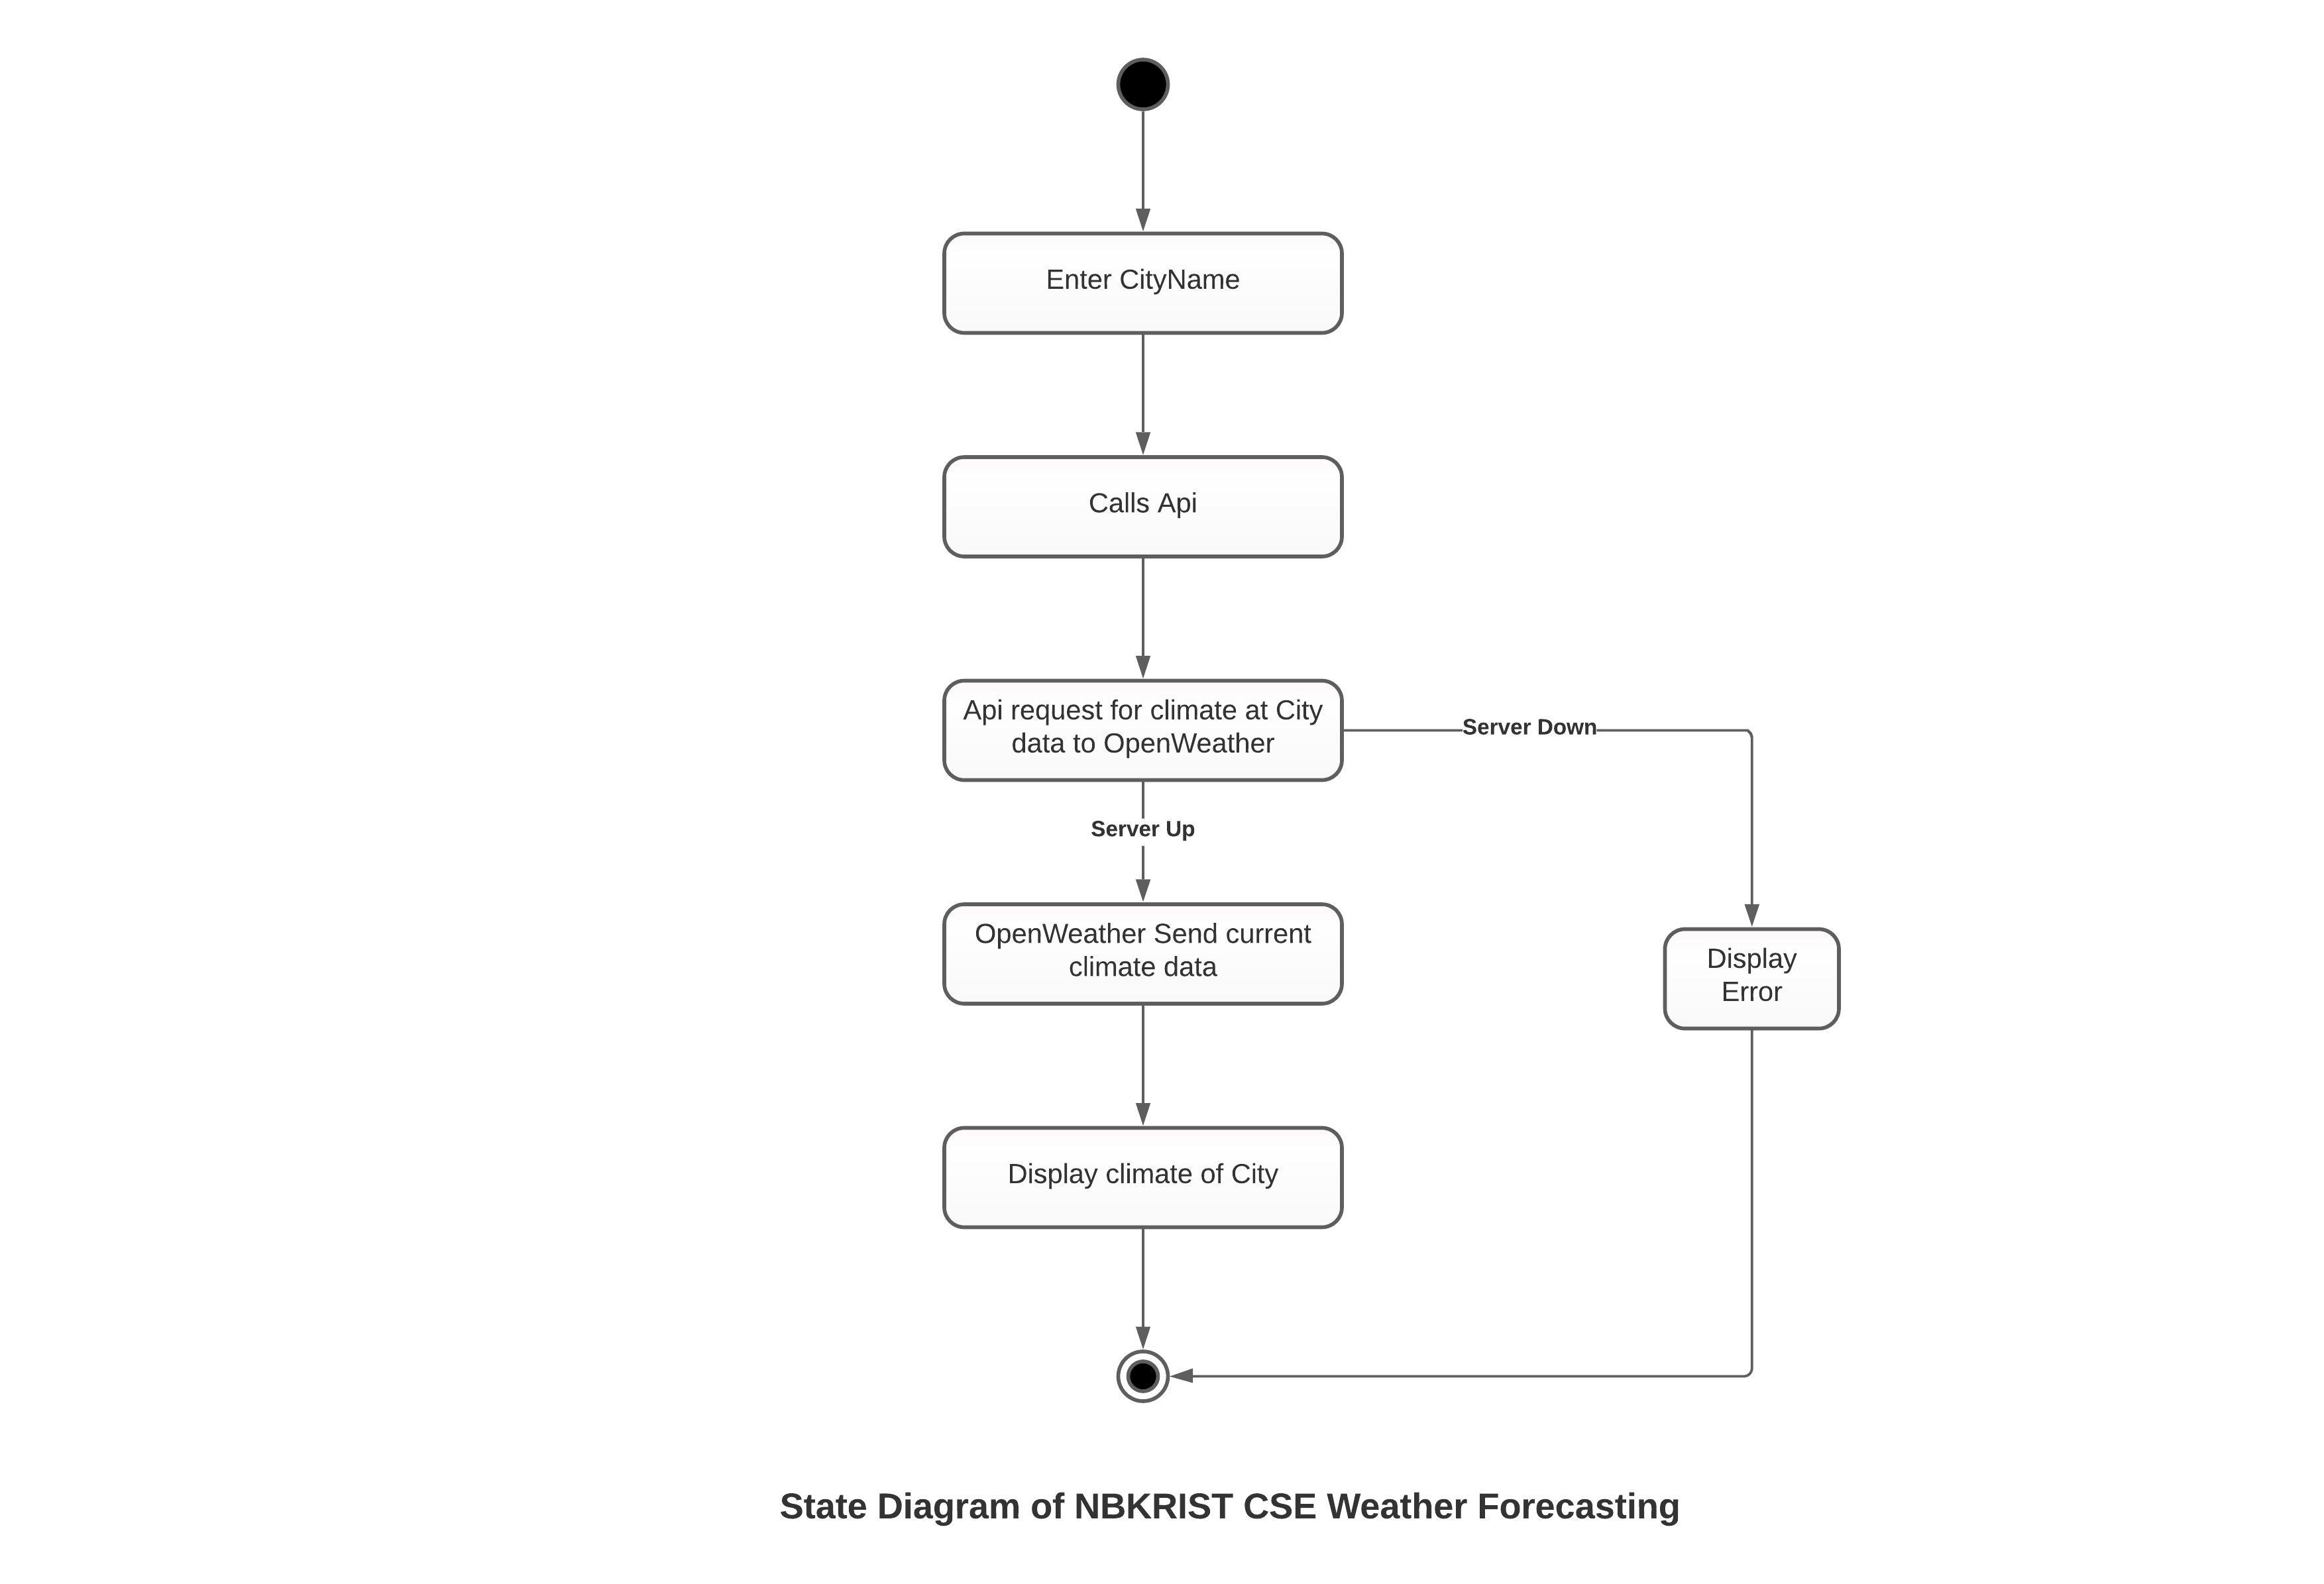 Enter CityName
Calls Api
Api request for climate at City
data to OpenWeather
Server Down
Server Up
OpenWeather Send current
climate data
Display
Error
Display climate of City
State Diagram of NBKRIST CSE Weather Forecasting